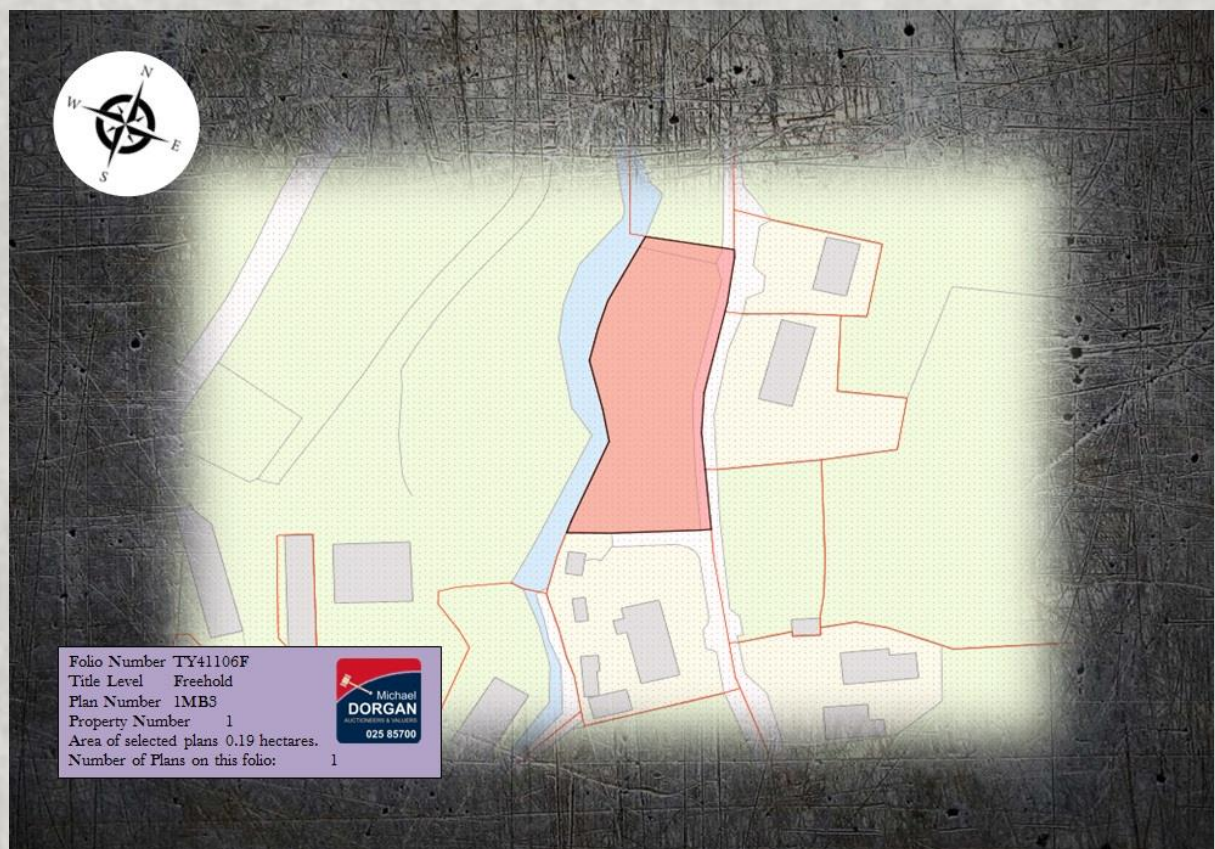 N
W
E
S
Folio Number TY41106F
Title Level Freehold
Plan Number 1MB3
Property Number 1
Area of selected plans 0.19 hectares.
Number of Plans on this folio: 1
Michael
DORGAN
AUCTIONEERS & VALUERS
025 85700